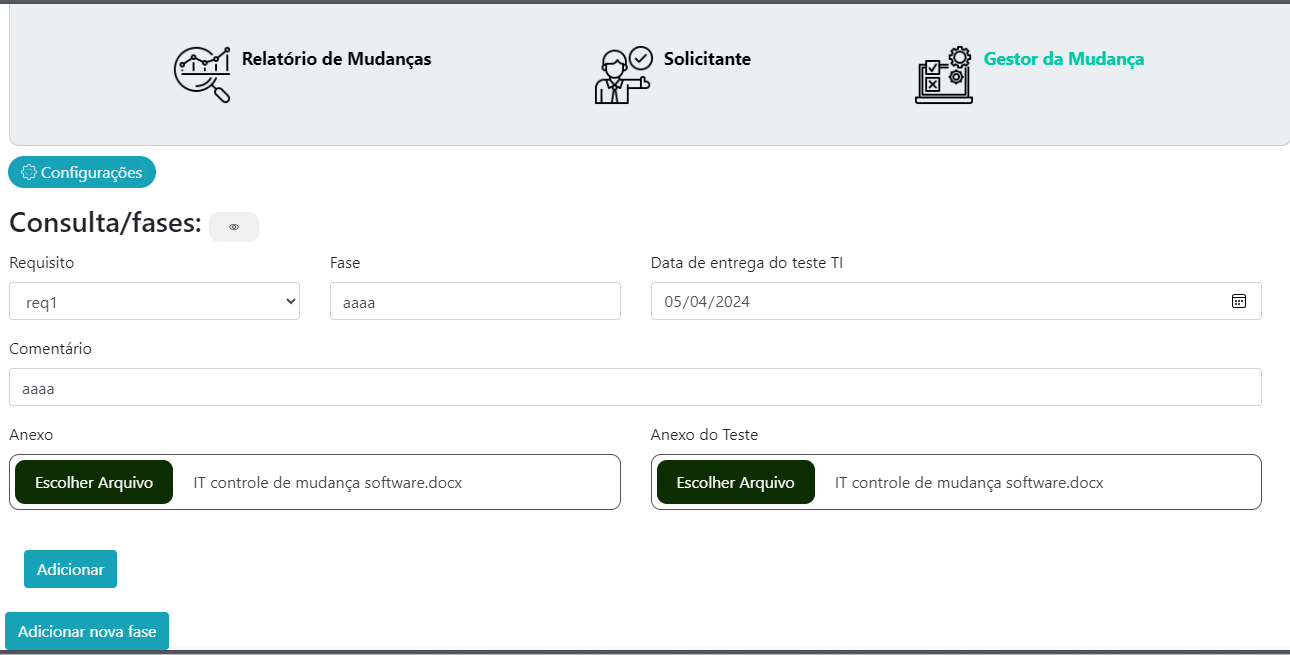 Relatório de Mudanças
Solicitante
Gestor da Mudança
Configurações
Consulta/fases:
Requisito
Fase
Data de entrega do teste TI
req1
aaaa
05/04/2024
Comentário
aaaa
Anexo
Anexo do Teste
Escolher Arquivo IT controle de mudança software.docx
Escolher Arquivo IT controle de mudança software.docx
Adicionar
Adicionar nova fase